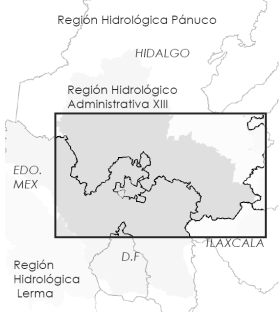 Región Hidrológica Pánuco
HIDALGO
Región Hidrológico
Administrativa XIII
EDO.
MEX
TLAXCALA
D.F
Región
Hidrológica
Lerma